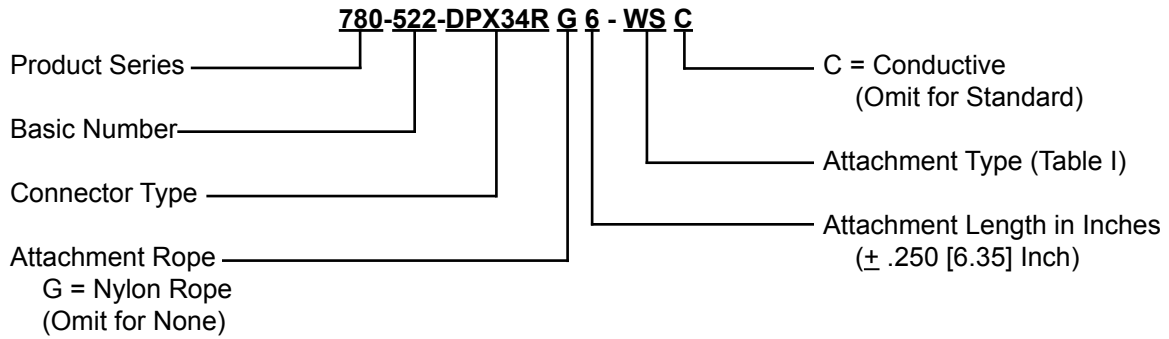 780-522-DPX34R G 6 - WS C
Product Series
Basic Number
Connector Type
Attachment Rope
G = Nylon Rope
(Omit for None)
C = Conductive
(Omit for Standard)
Attachment Type (Table I)
Attachment Length in Inches
(± .250 [6.35] Inch)